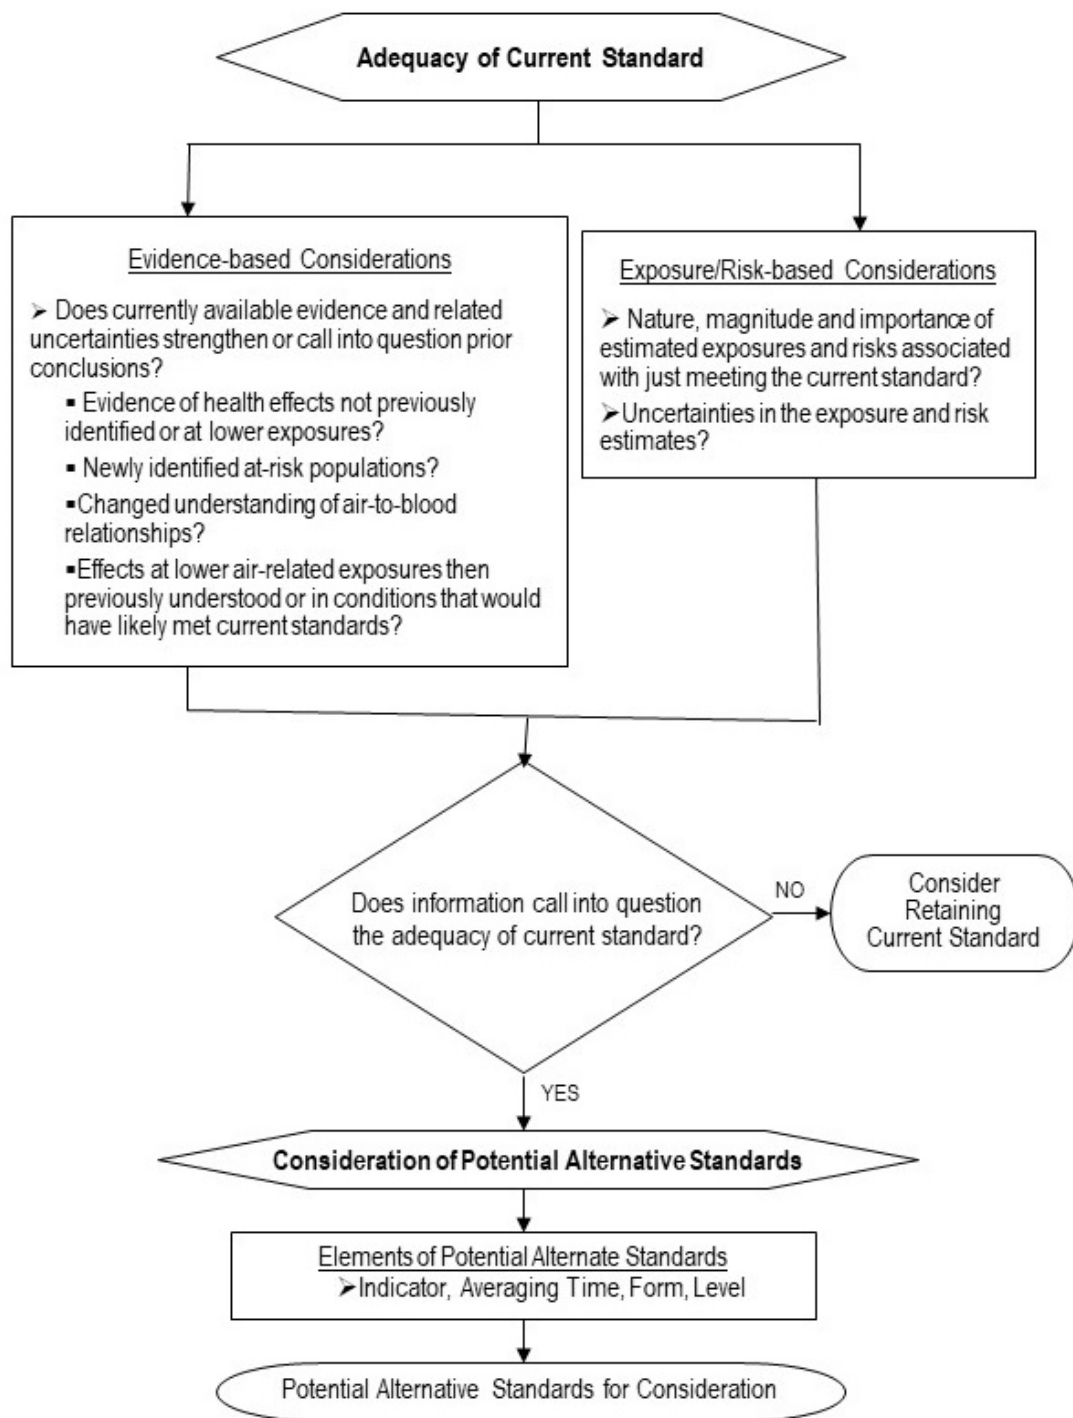 Adequacy of Current Standard
Evidence-based Considerations
➢ Does currently available evidence and related
uncertainties strengthen or call into question prior
conclusions?
▪ Evidence of health effects not previously
identified or at lower exposures?
▪ Newly identified at-risk populations?
▪Changed understanding of air-to-blood
relationships?
▪Effects at lower air-related exposures then
previously understood or in conditions that would
have likely met current standards?
Exposure/Risk-based Considerations
➢ Nature, magnitude and importance of
estimated exposures and risks associated
with just meeting the current standard?
➢Uncertainties in the exposure and risk
estimates?
Does information call into question
the adequacy of current standard?
NO
Consider
Retaining
Current Standard
YES
Consideration of Potential Alternative Standards
Elements of Potential Alternate Standards
➢Indicator, Averaging Time, Form, Level
Potential Alternative Standards for Consideration